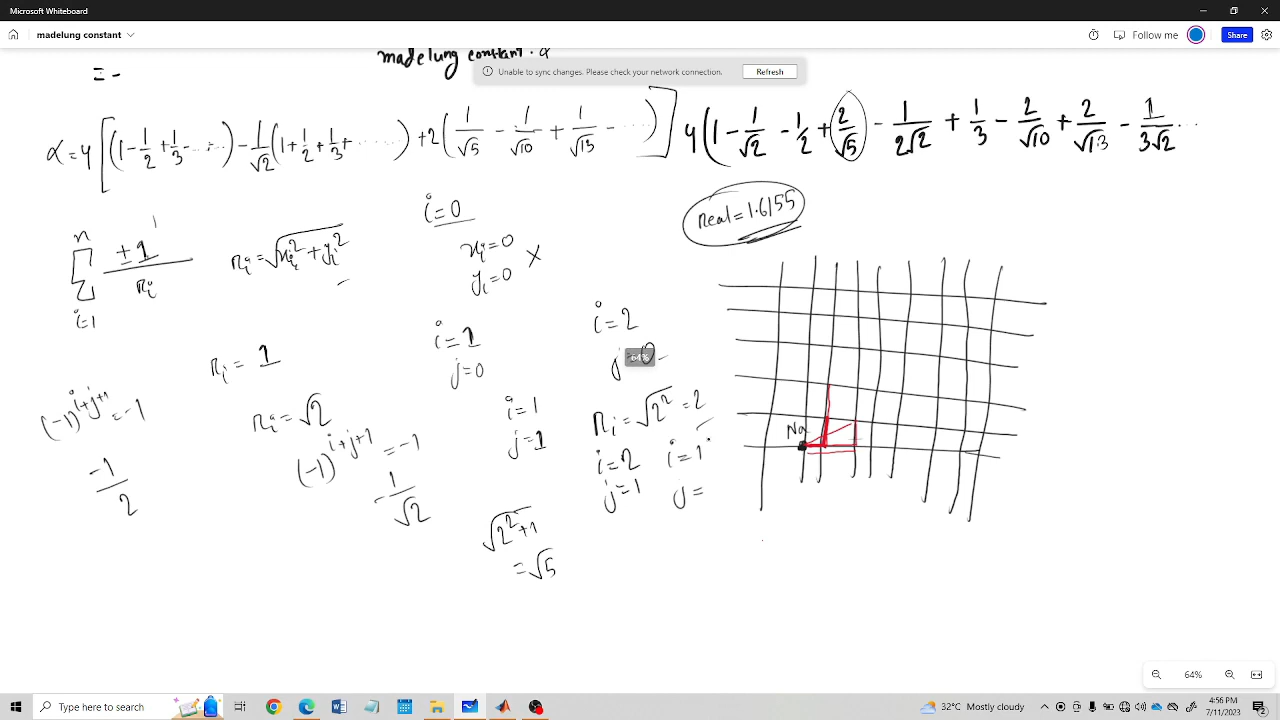 Microsoft Whiteboard
madelung constant
Follow me
Share
madelung constant. α
= -
Unable to sync changes. Please check your network connection.
Refresh
α = 4 [(1 - 1/2 + 1/3 - ......) - 1/√2 (1 + 1/2 + 1/3 + ......) + 2(1/√5 - 1/√10 + 1/√13 - ......)]
4(1 - 1/√2 - 1/2 + 2/√5 - 1/2√2 + 1/3 - 2/√10 + 2/√13 - 1/3√2 ....
Real = 1.6155
n
∑ ±1/ri
i=1
ri = √xi² + yi²
i = 0
xi = 0
yi = 0
×
ri = 1
i = 1
j = 0
i = 2
64%
(-1)^i+j+1 = -1
-1/2
ri = √2
(-1)^i+j+1 = -1
-1/√2
i = 1
j = 1
ri = √2² = 2
i = 2
j = 1
i = 1
j =
√2²+1
= √5
Na
64%
Type here to search
32°C Mostly cloudy
4:56 PM
7/11/2023